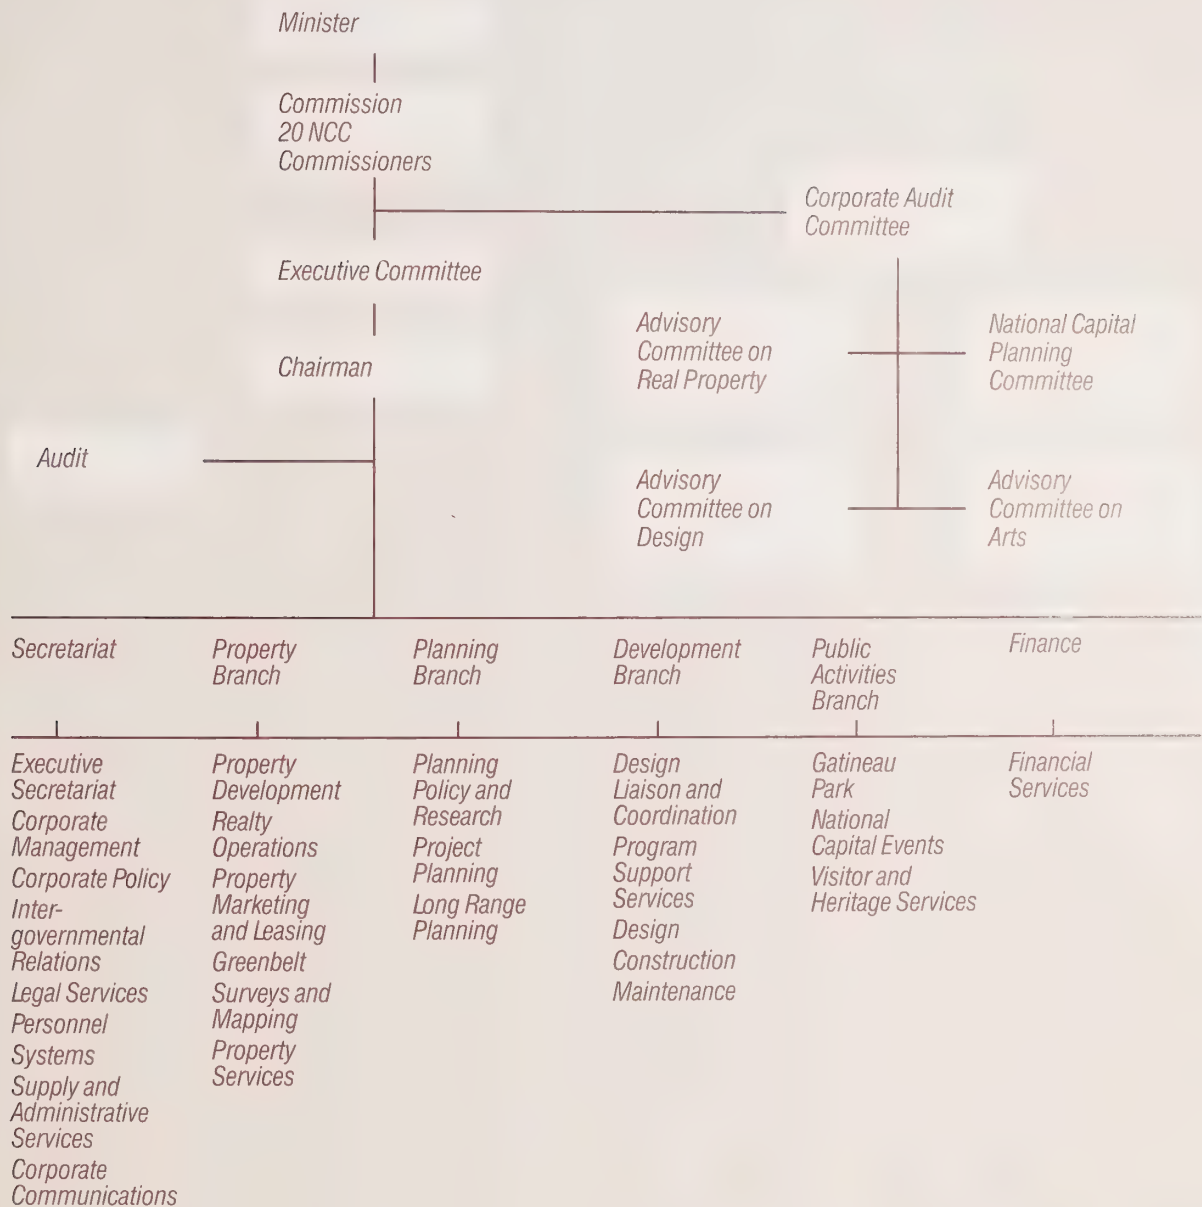 Minister
Commission
20 NCC
Commissioners
Corporate Audit
Committee
Executive Committee
Advisory
Committee on
Real Property
National Capital
Planning
Committee
Chairman
Audit
Advisory
Committee on
Design
Advisory
Committee on
Arts
Secretariat
Property
Branch
Planning
Branch
Development
Branch
Public
Activities
Branch
Finance
Executive
Secretariat
Corporate
Management
Corporate Policy
Inter-
governmental
Relations
Legal Services
Personnel
Systems
Supply and
Administrative
Services
Corporate
Communications
Property
Development
Realty
Operations
Property
Marketing
and Leasing
Greenbelt
Surveys and
Mapping
Property
Services
Planning
Policy and
Research
Project
Planning
Long Range
Planning
Design
Liaison and
Coordination
Program
Support
Services
Design
Construction
Maintenance
Gatineau
Park
National
Capital Events
Visitor and
Heritage Services
Financial
Services